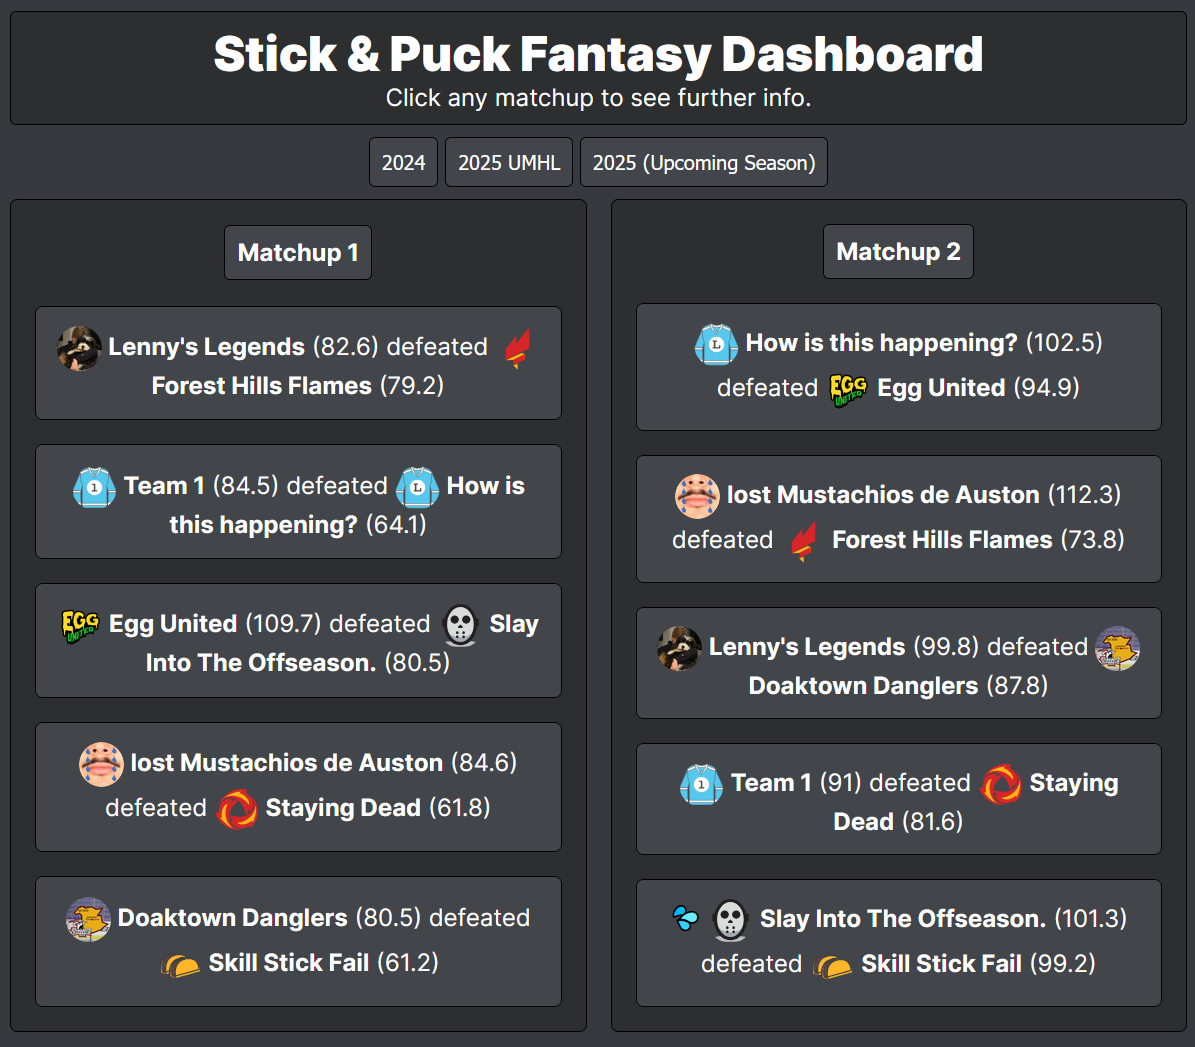 Stick & Puck Fantasy Dashboard
Click any matchup to see further info.
2024
2025 UMHL
2025 (Upcoming Season)
Matchup 1
Lenny's Legends (82.6) defeated
Forest Hills Flames (79.2)
1 Team 1 (84.5) defeated L How is
this happening? (64.1)
EGG UNITED Egg United (109.7) defeated Slay
Into The Offseason. (80.5)
lost Mustachios de Auston (84.6)
defeated Staying Dead (61.8)
Doaktown Danglers (80.5) defeated
Skill Stick Fail (61.2)
Matchup 2
L How is this happening? (102.5)
defeated EGG UNITED Egg United (94.9)
lost Mustachios de Auston (112.3)
defeated Forest Hills Flames (73.8)
Lenny's Legends (99.8) defeated
Doaktown Danglers (87.8)
1 Team 1 (91) defeated Staying
Dead (81.6)
Slay Into The Offseason. (101.3)
defeated Skill Stick Fail (99.2)